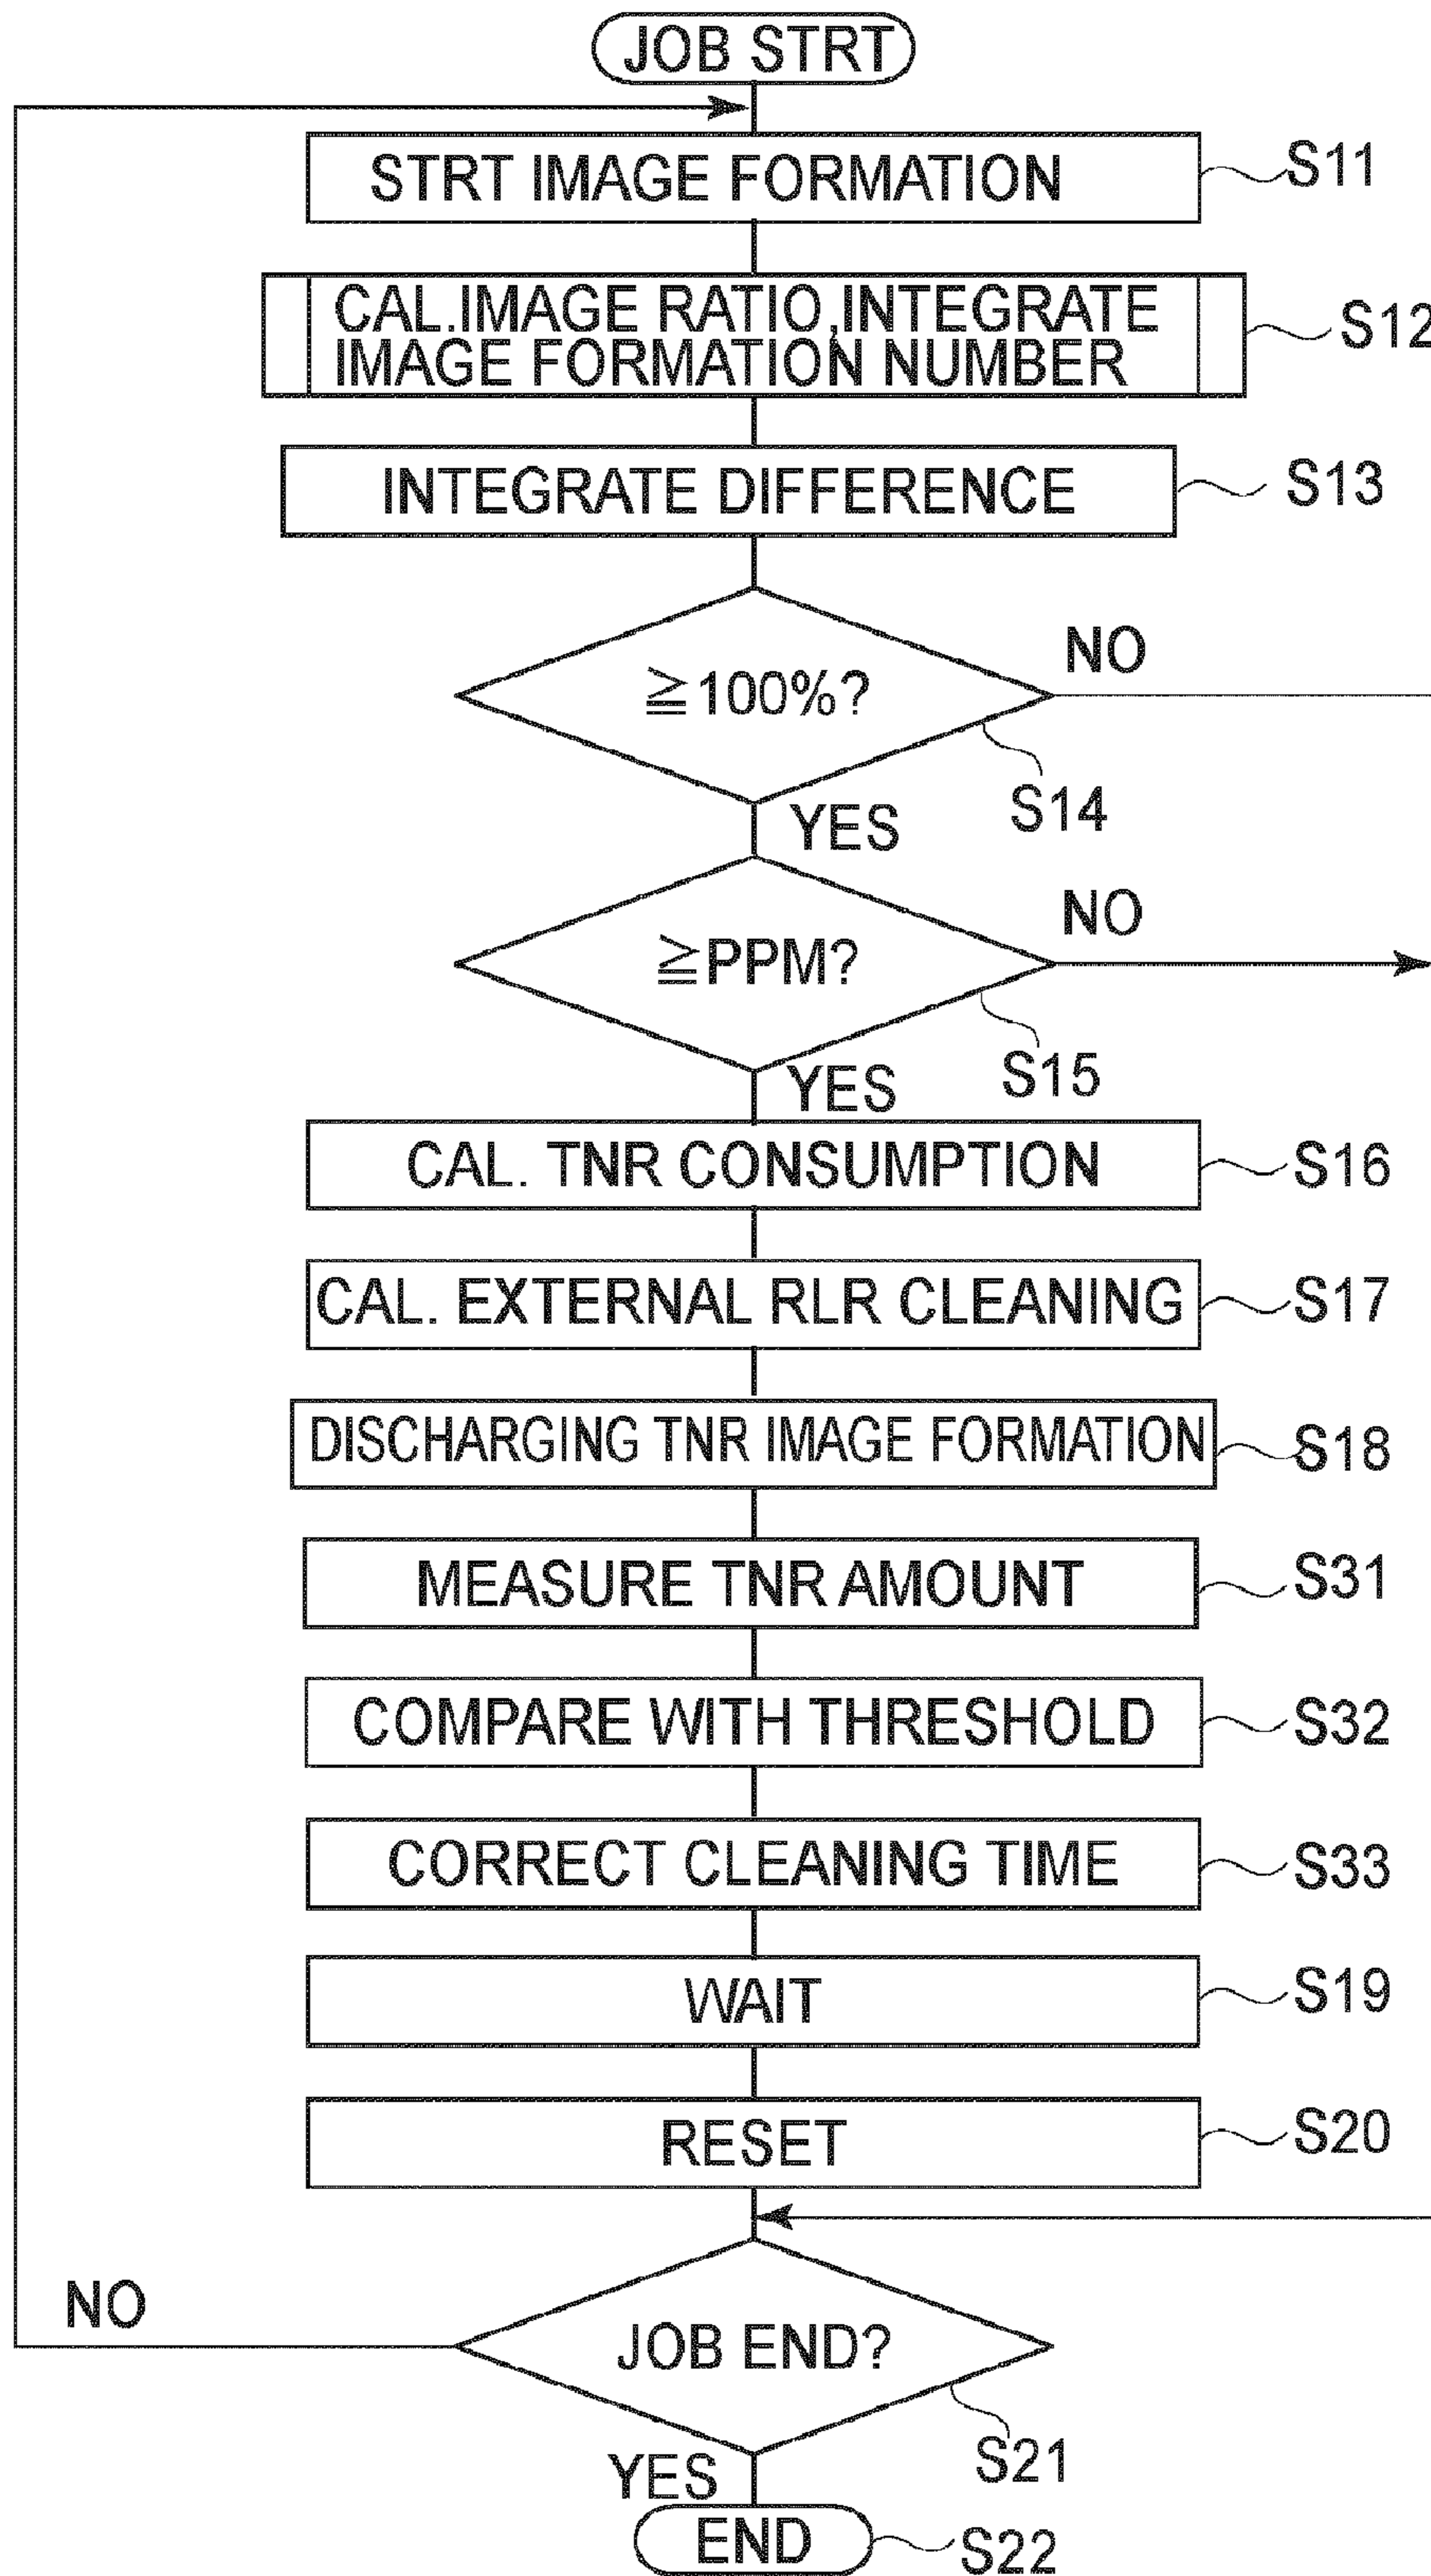 JOB STRT
STRT IMAGE FORMATION
S11
CAL.IMAGE RATIO,INTEGRATE
IMAGE FORMATION NUMBER
S12
INTEGRATE DIFFERENCE
S13
≧100%?
NO
S14
YES
≧PPM?
NO
S15
YES
CAL. TNR CONSUMPTION
S16
CAL. EXTERNAL RLR CLEANING
S17
DISCHARGING TNR IMAGE FORMATION
S18
MEASURE TNR AMOUNT
S31
COMPARE WITH THRESHOLD
S32
CORRECT CLEANING TIME
S33
WAIT
S19
RESET
S20
NO
JOB END?
S21
YES
END
S22